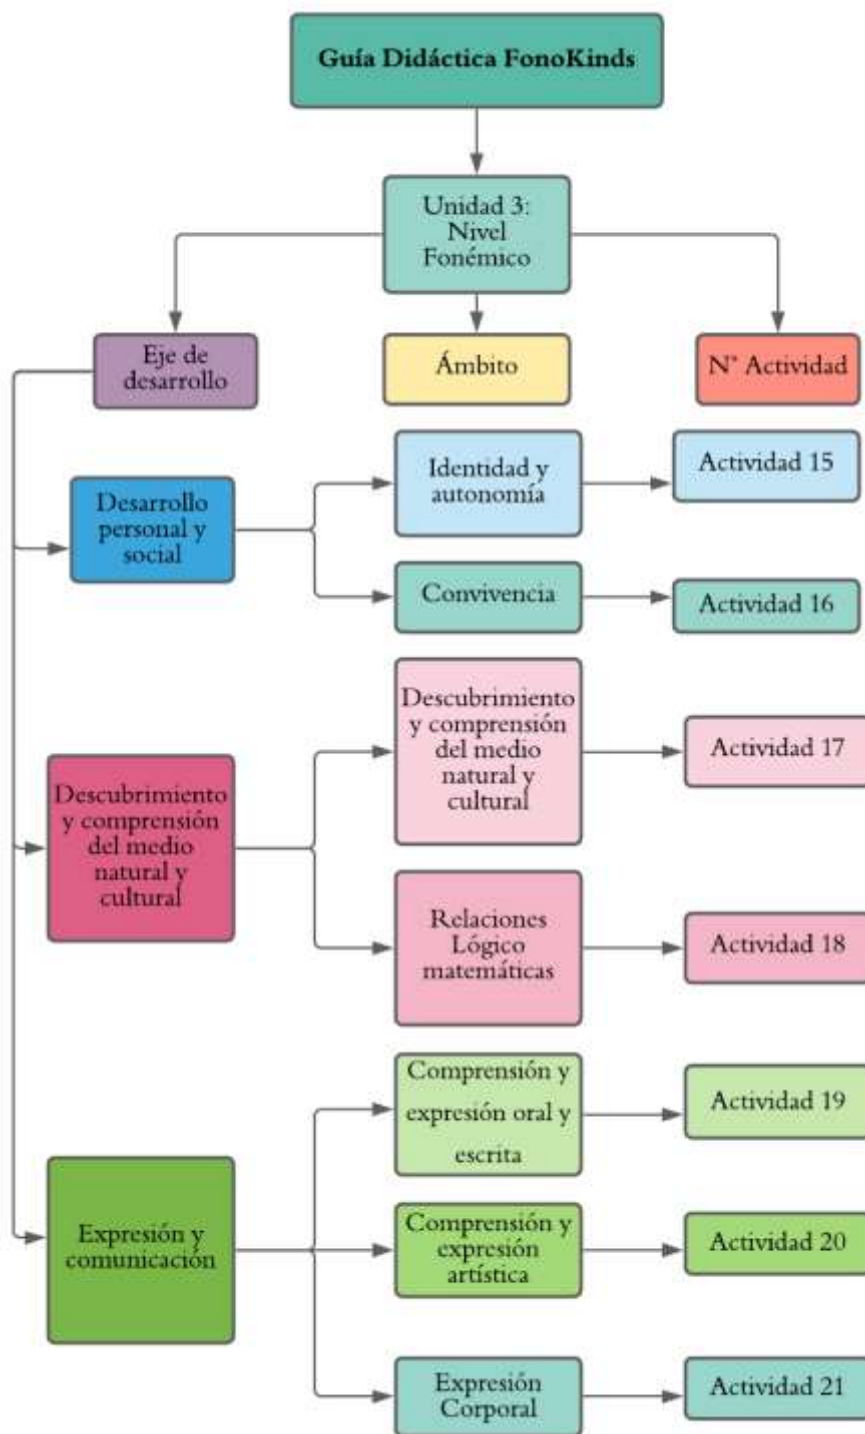 Guía Didáctica FonoKinds
Unidad 3:
Nivel
Fonémico
Eje de
desarrollo
Ámbito
N° Actividad
Desarrollo
personal y
social
Identidad y
autonomía
Actividad 15
Convivencia
Actividad 16
Descubrimiento
y comprensión
del medio
natural y
cultural
Descubrimiento
y comprensión
del medio
natural y
cultural
Actividad 17
Relaciones
Lógico
matemáticas
Actividad 18
Expresión y
comunicación
Comprensión y
expresión oral y
escrita
Actividad 19
Comprensión y
expresión
artística
Actividad 20
Expresión
Corporal
Actividad 21